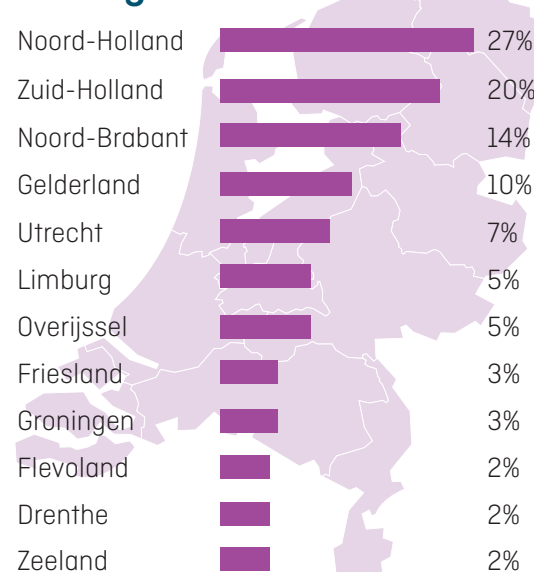 Noord-Holland 27%
Zuid-Holland 20%
Noord-Brabant 14%
Gelderland 10%
Utrecht 7%
Limburg 5%
Overijssel 5%
Friesland 3%
Groningen 3%
Flevoland 2%
Drenthe 2%
Zeeland 2%